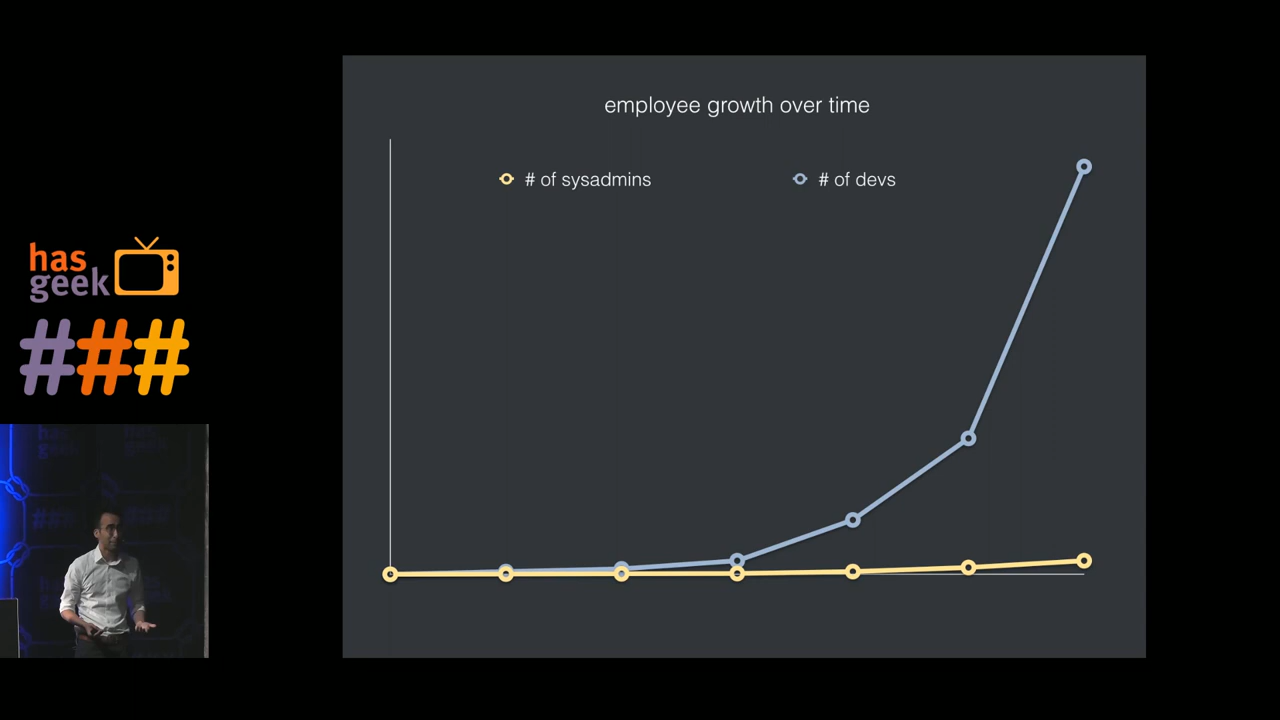 employee growth over time
# of sysadmins
# of devs
has
geek
###